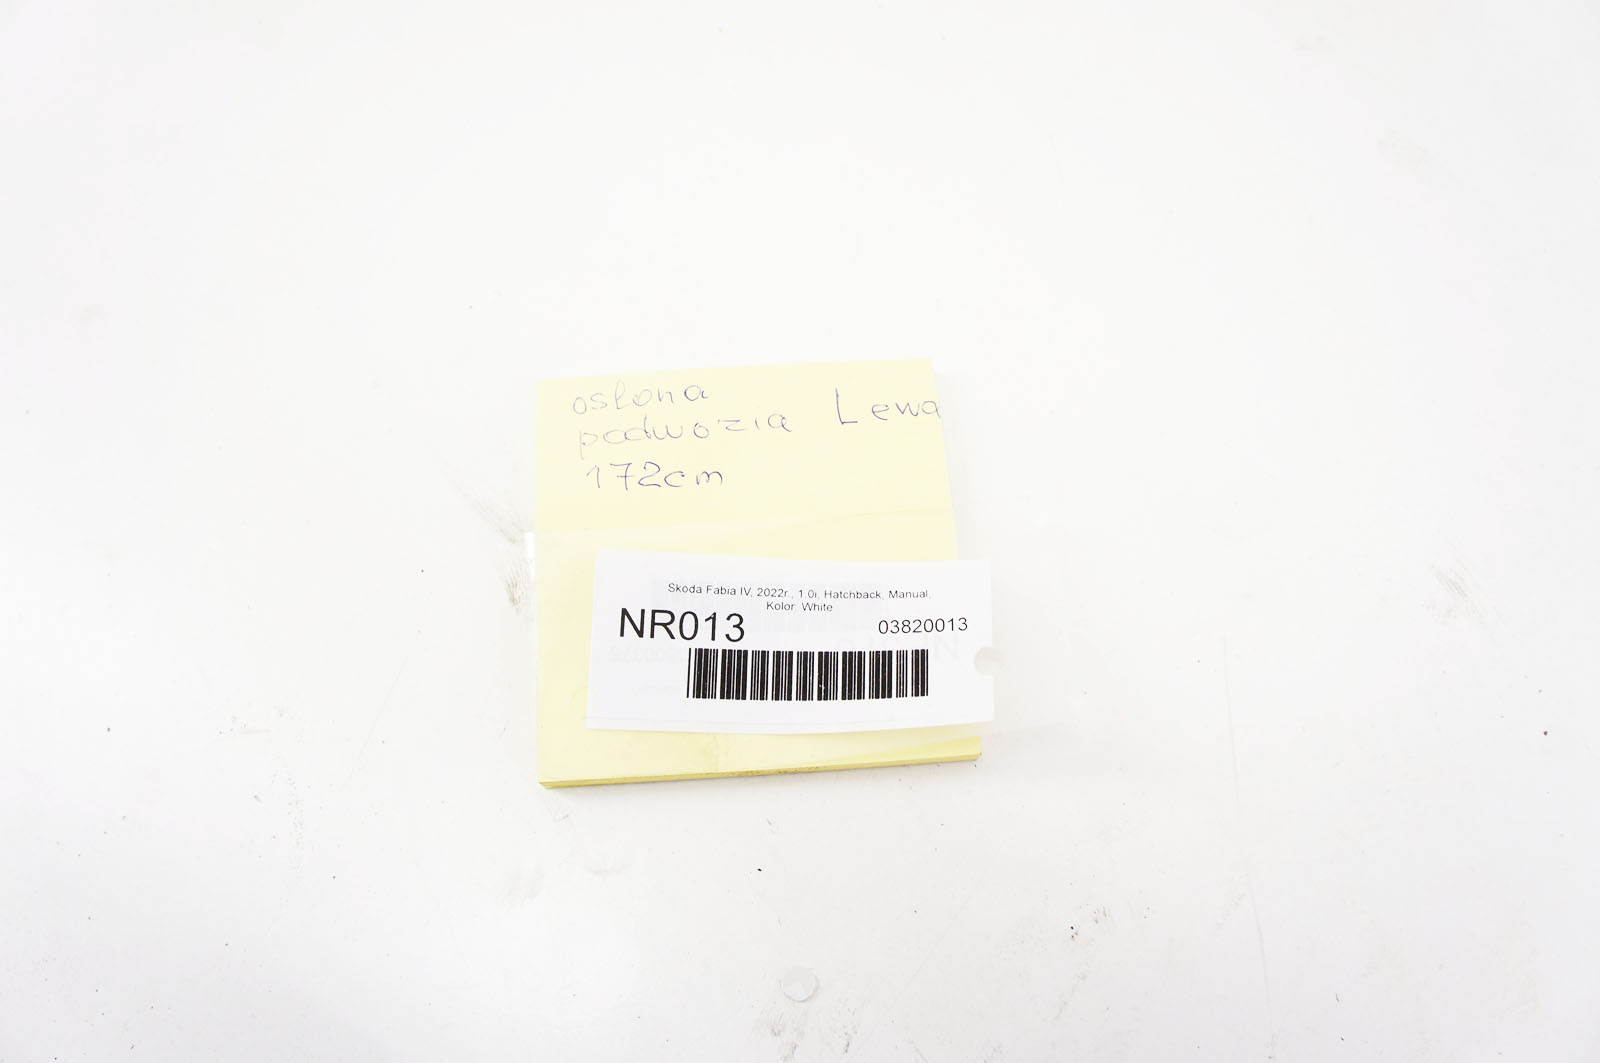 osłona
podwozia Lewa
172cm
Skoda Fabia IV, 2022r., 1.0i, Hatchback, Manual,
Kolor: White
NR013 03820013